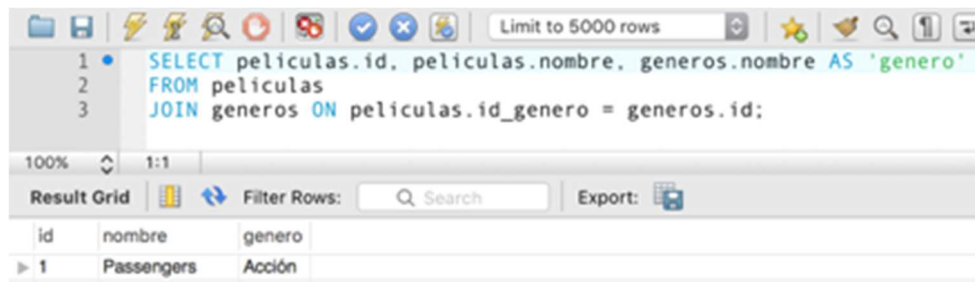 Limit to 5000 rows
1 SELECT peliculas.id, peliculas.nombre, generos.nombre AS 'genero'
2 FROM peliculas
3 JOIN generos ON peliculas.id_genero = generos.id;
100% 1:1
Result Grid Filter Rows: Search Export:
id nombre genero
1 Passengers Acción